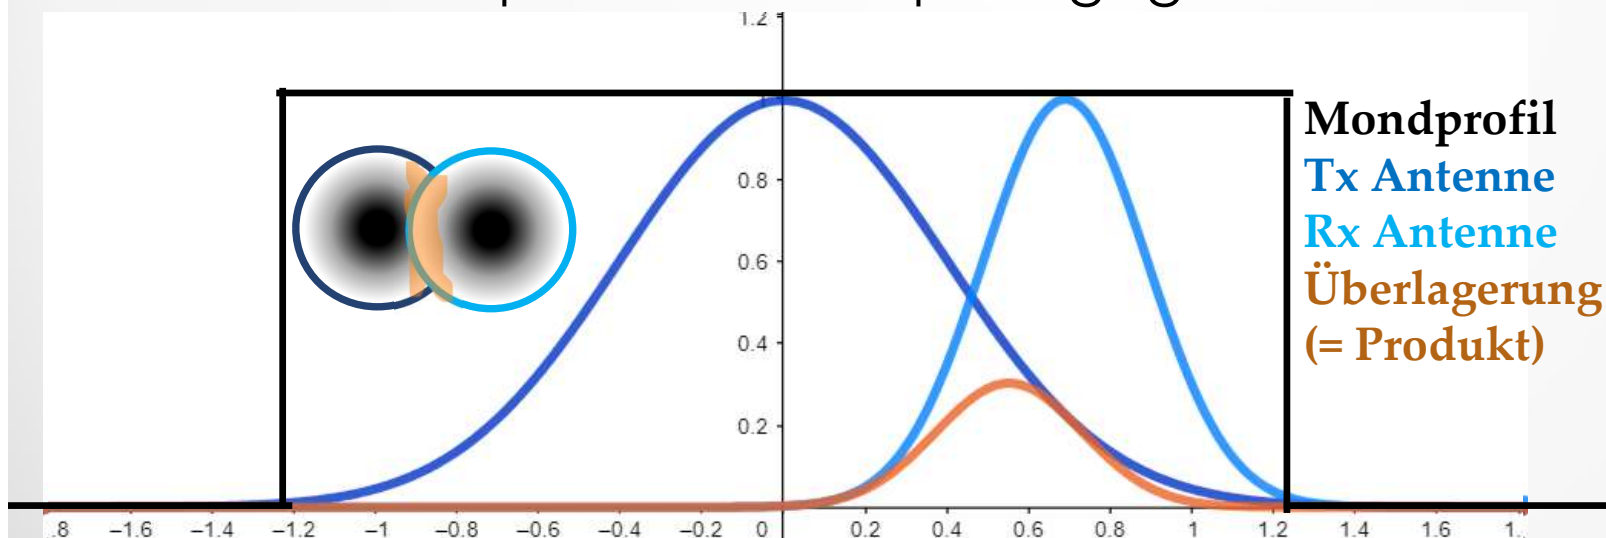 1.2
Mondprofil
Tx Antenne
0.8
Rx Antenne
0.6
Überlagerung
0.4
(= Produkt)
0.2
.8 −1.6 −1.4 −1.2 −1 −0.8 −0.6 −0.4 −0.2 0 0.2 0.4 0.6 0.8 1 1.2 1.4 1.6